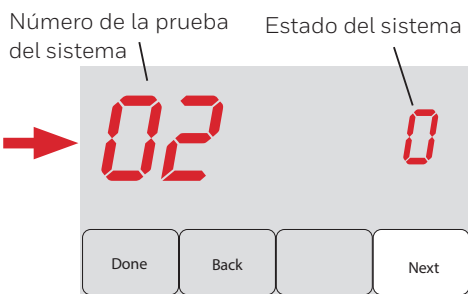 Número de la prueba
del sistema
Estado del sistema
02
0
Done
Back
Next